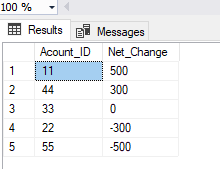 100 %
Results Messages
Acount_ID Net_Change
1 11 500
2 44 300
3 33 0
4 22 -300
5 55 -500